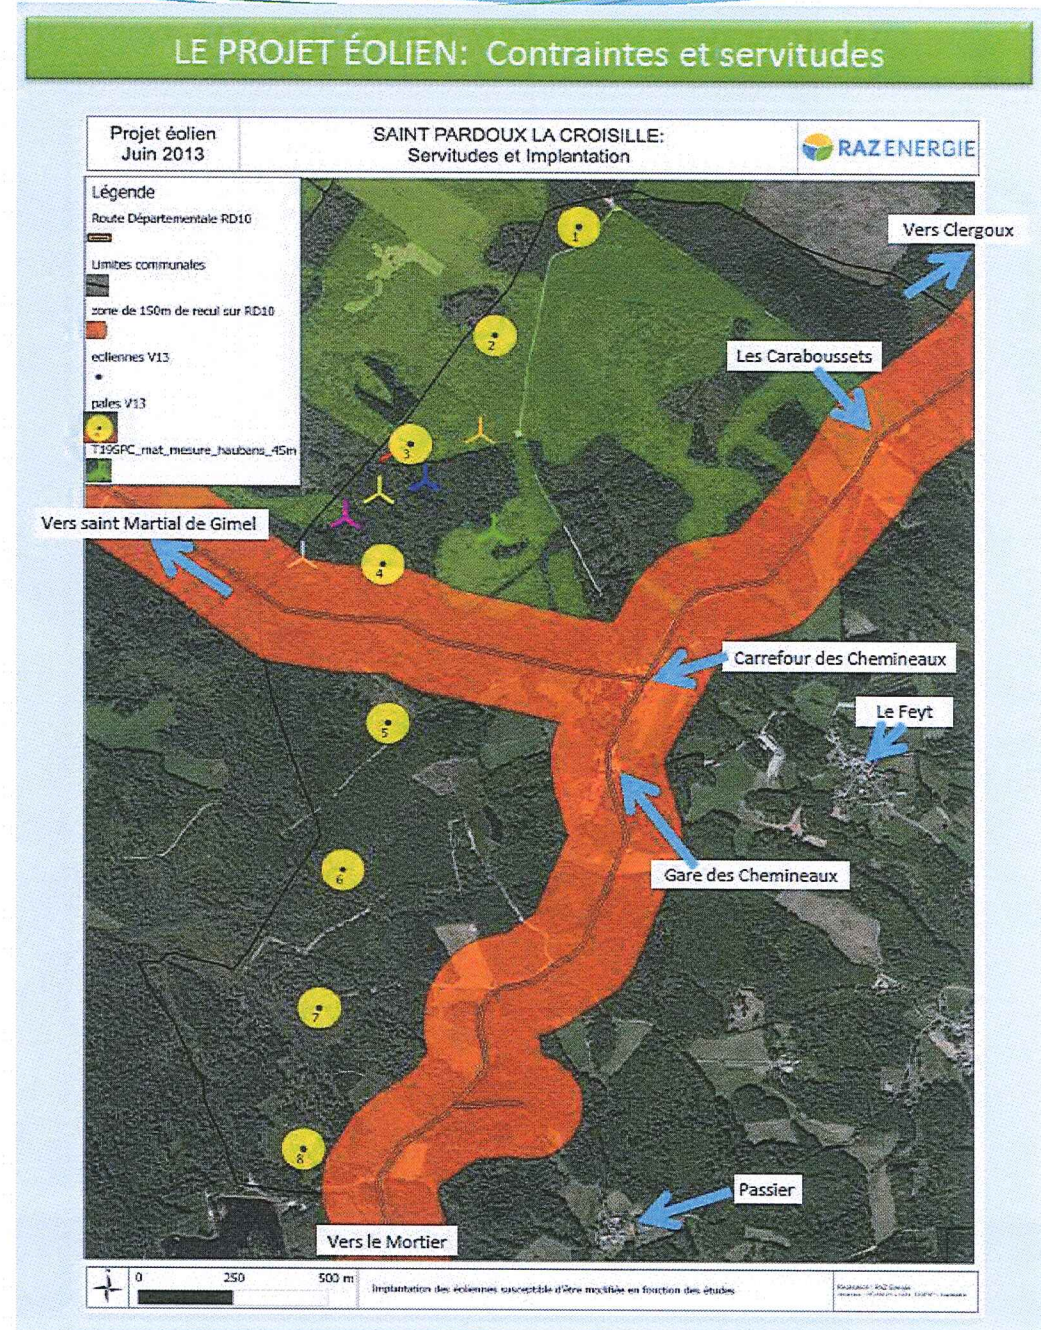 LE PROJET ÉOLIEN: Contraintes et servitudes
Projet éolien
Juin 2013
SAINT PARDOUX LA CROISILLE:
Servitudes et Implantation
RAZENERGIE
Légende
Route Départementale RD10
Limites communales
zone de 150m de recul sur RD10
eoliennes V13
pales V13
T19SPC_mat_mesure_haubans_45m
Vers Clergoux
1
2
Les Caraboussets
3
Vers saint Martial de Gimel
4
Carrefour des Chemineaux
Le Feyt
5
6
Gare des Chemineaux
7
8
Passier
Vers le Mortier
0 250 500 m
Implantation des éoliennes susceptible d'être modifiée en fonction des études